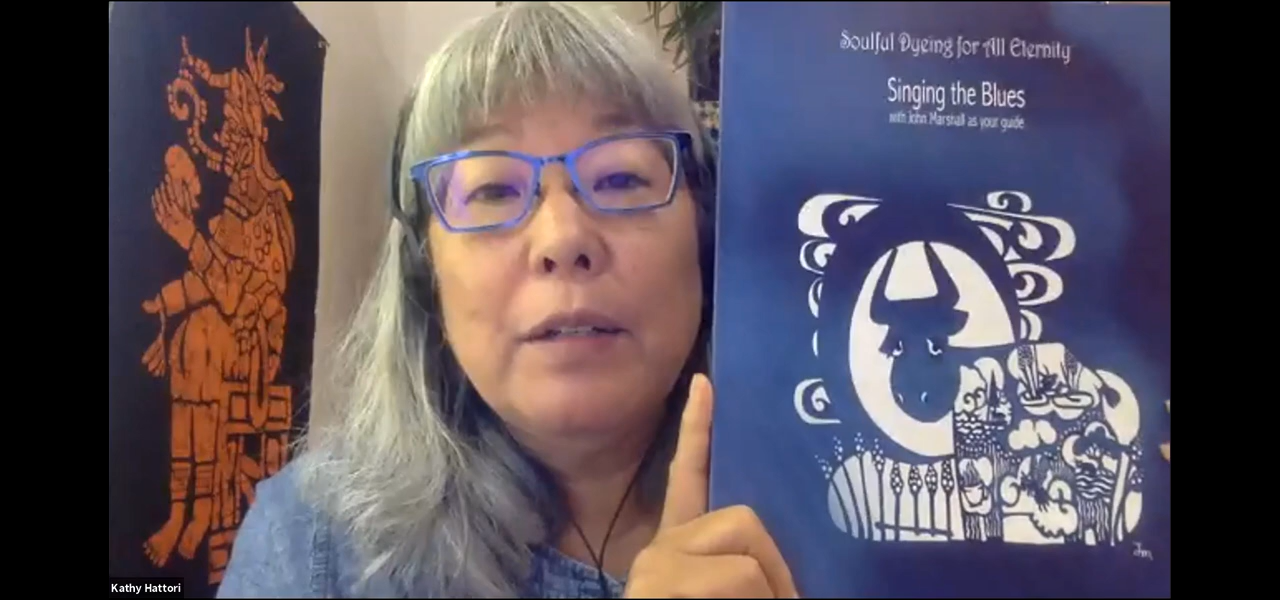 Soulful Dyeing for All Eternity
Singing the Blues
with John Marshall as your guide
Kathy Hattori